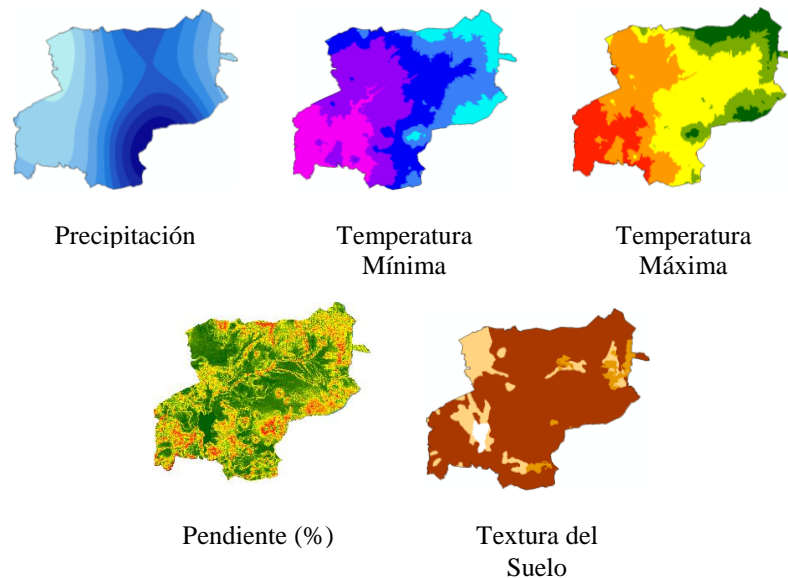 Precipitación
Temperatura
Mínima
Temperatura
Máxima
Pendiente (%)
Textura del
Suelo